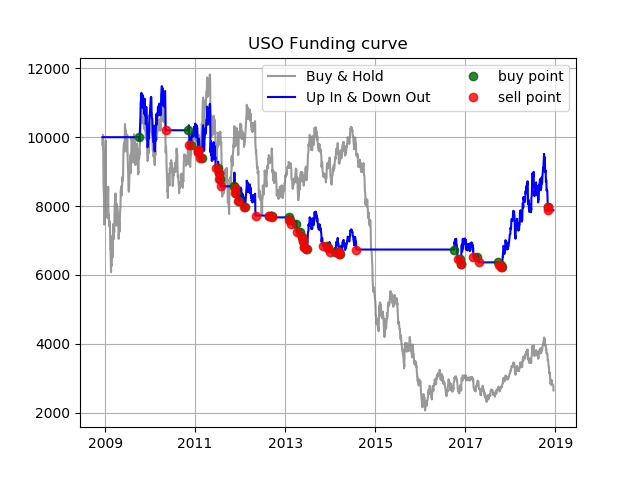 USO Funding curve
12000
10000
8000
6000
4000
2000
Buy & Hold
Up In & Down Out
buy point
sell point
2009
2011
2013
2015
2017
2019